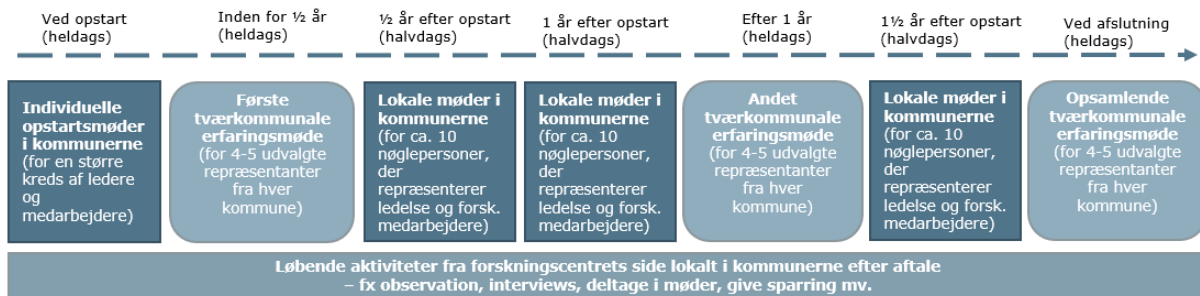 Ved opstart
(heldags)
Inden for ½ år
(heldags)
½ år efter opstart
(halvdags)
1 år efter opstart
(halvdags)
Efter 1 år
(heldags)
1½ år efter opstart
(halvdags)
Ved afslutning
(heldags)
Individuelle
opstartsmøder
i kommunerne
(for en større
kreds af ledere
og
medarbejdere)
Første
tværkommunale
erfaringsmøde
(for 4-5 udvalgte
repræsentanter
fra hver
kommune)
Lokale møder i
kommunerne
(for ca. 10
nøglepersoner,
der
repræsenterer
ledelse og forsk.
medarbejdere)
Lokale møder i
kommunerne
(for ca. 10
nøglepersoner,
der
repræsenterer
ledelse og forsk.
medarbejdere)
Andet
tværkommunale
erfaringsmøde
(for 4-5 udvalgte
repræsentanter
fra hver
kommune)
Lokale møder i
kommunerne
(for ca. 10
nøglepersoner,
der
repræsenterer
ledelse og forsk.
medarbejdere)
Opsamlende
tværkommunale
erfaringsmøde
(for 4-5 udvalgte
repræsentanter
fra hver
kommune)
Løbende aktiviteter fra forskningscentrets side lokalt i kommunerne efter aftale
– fx observation, interviews, deltage i møder, give sparring mv.